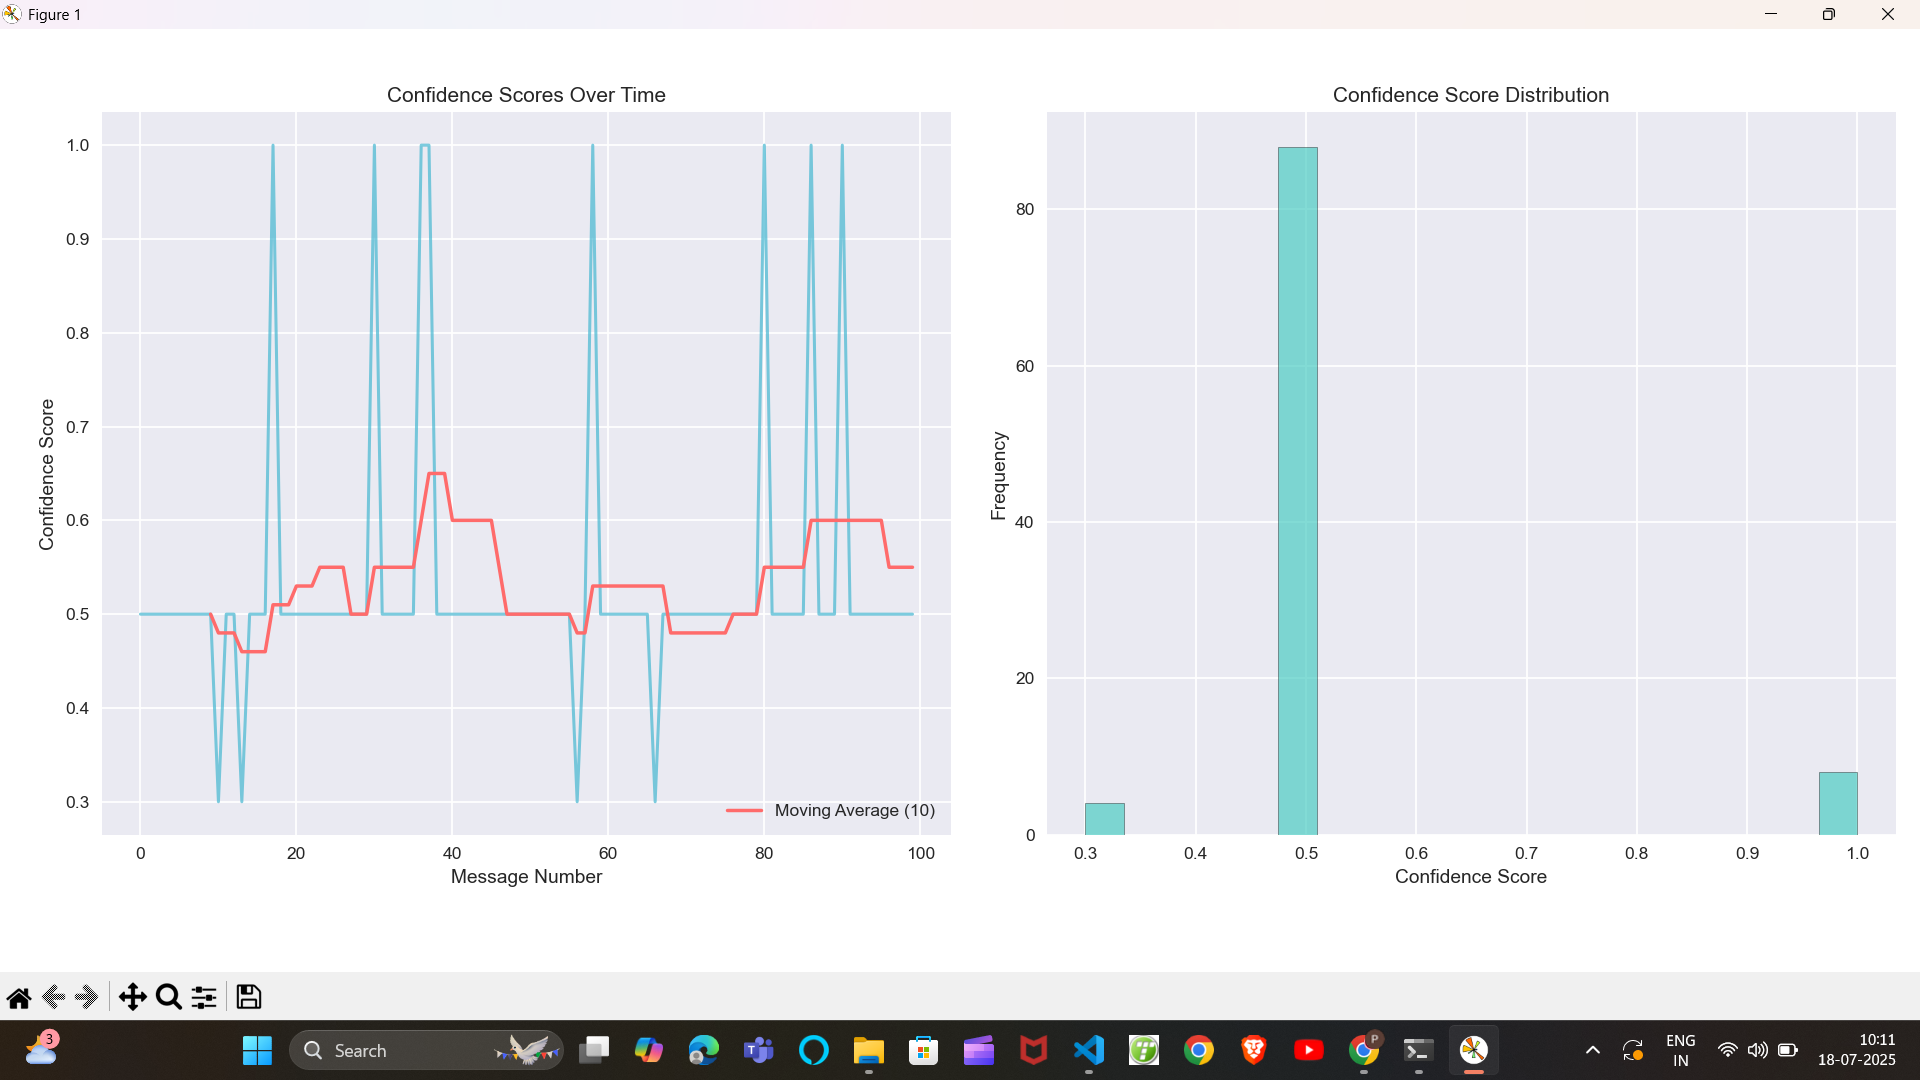 Figure 1
Confidence Scores Over Time
1.0
0.9
0.8
0.7
0.6
0.5
0.4
0.3
Confidence Score
Moving Average (10)
0 20 40 60 80 100
Message Number
Confidence Score Distribution
80
60
40
20
0
Frequency
0.3 0.4 0.5 0.6 0.7 0.8 0.9 1.0
Confidence Score
3
Search
T
P
ENG
IN
10:11
18-07-2025